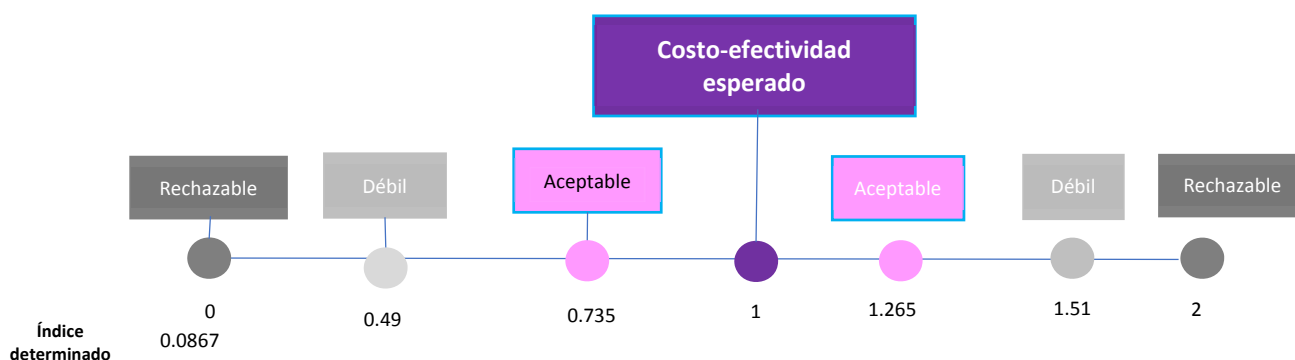 Costo-efectividad
esperado
Rechazable
Débil
Aceptable
Aceptable
Débil
Rechazable
0
0.49
0.735
1
1.265
1.51
2
Índice
determinado
0.0867